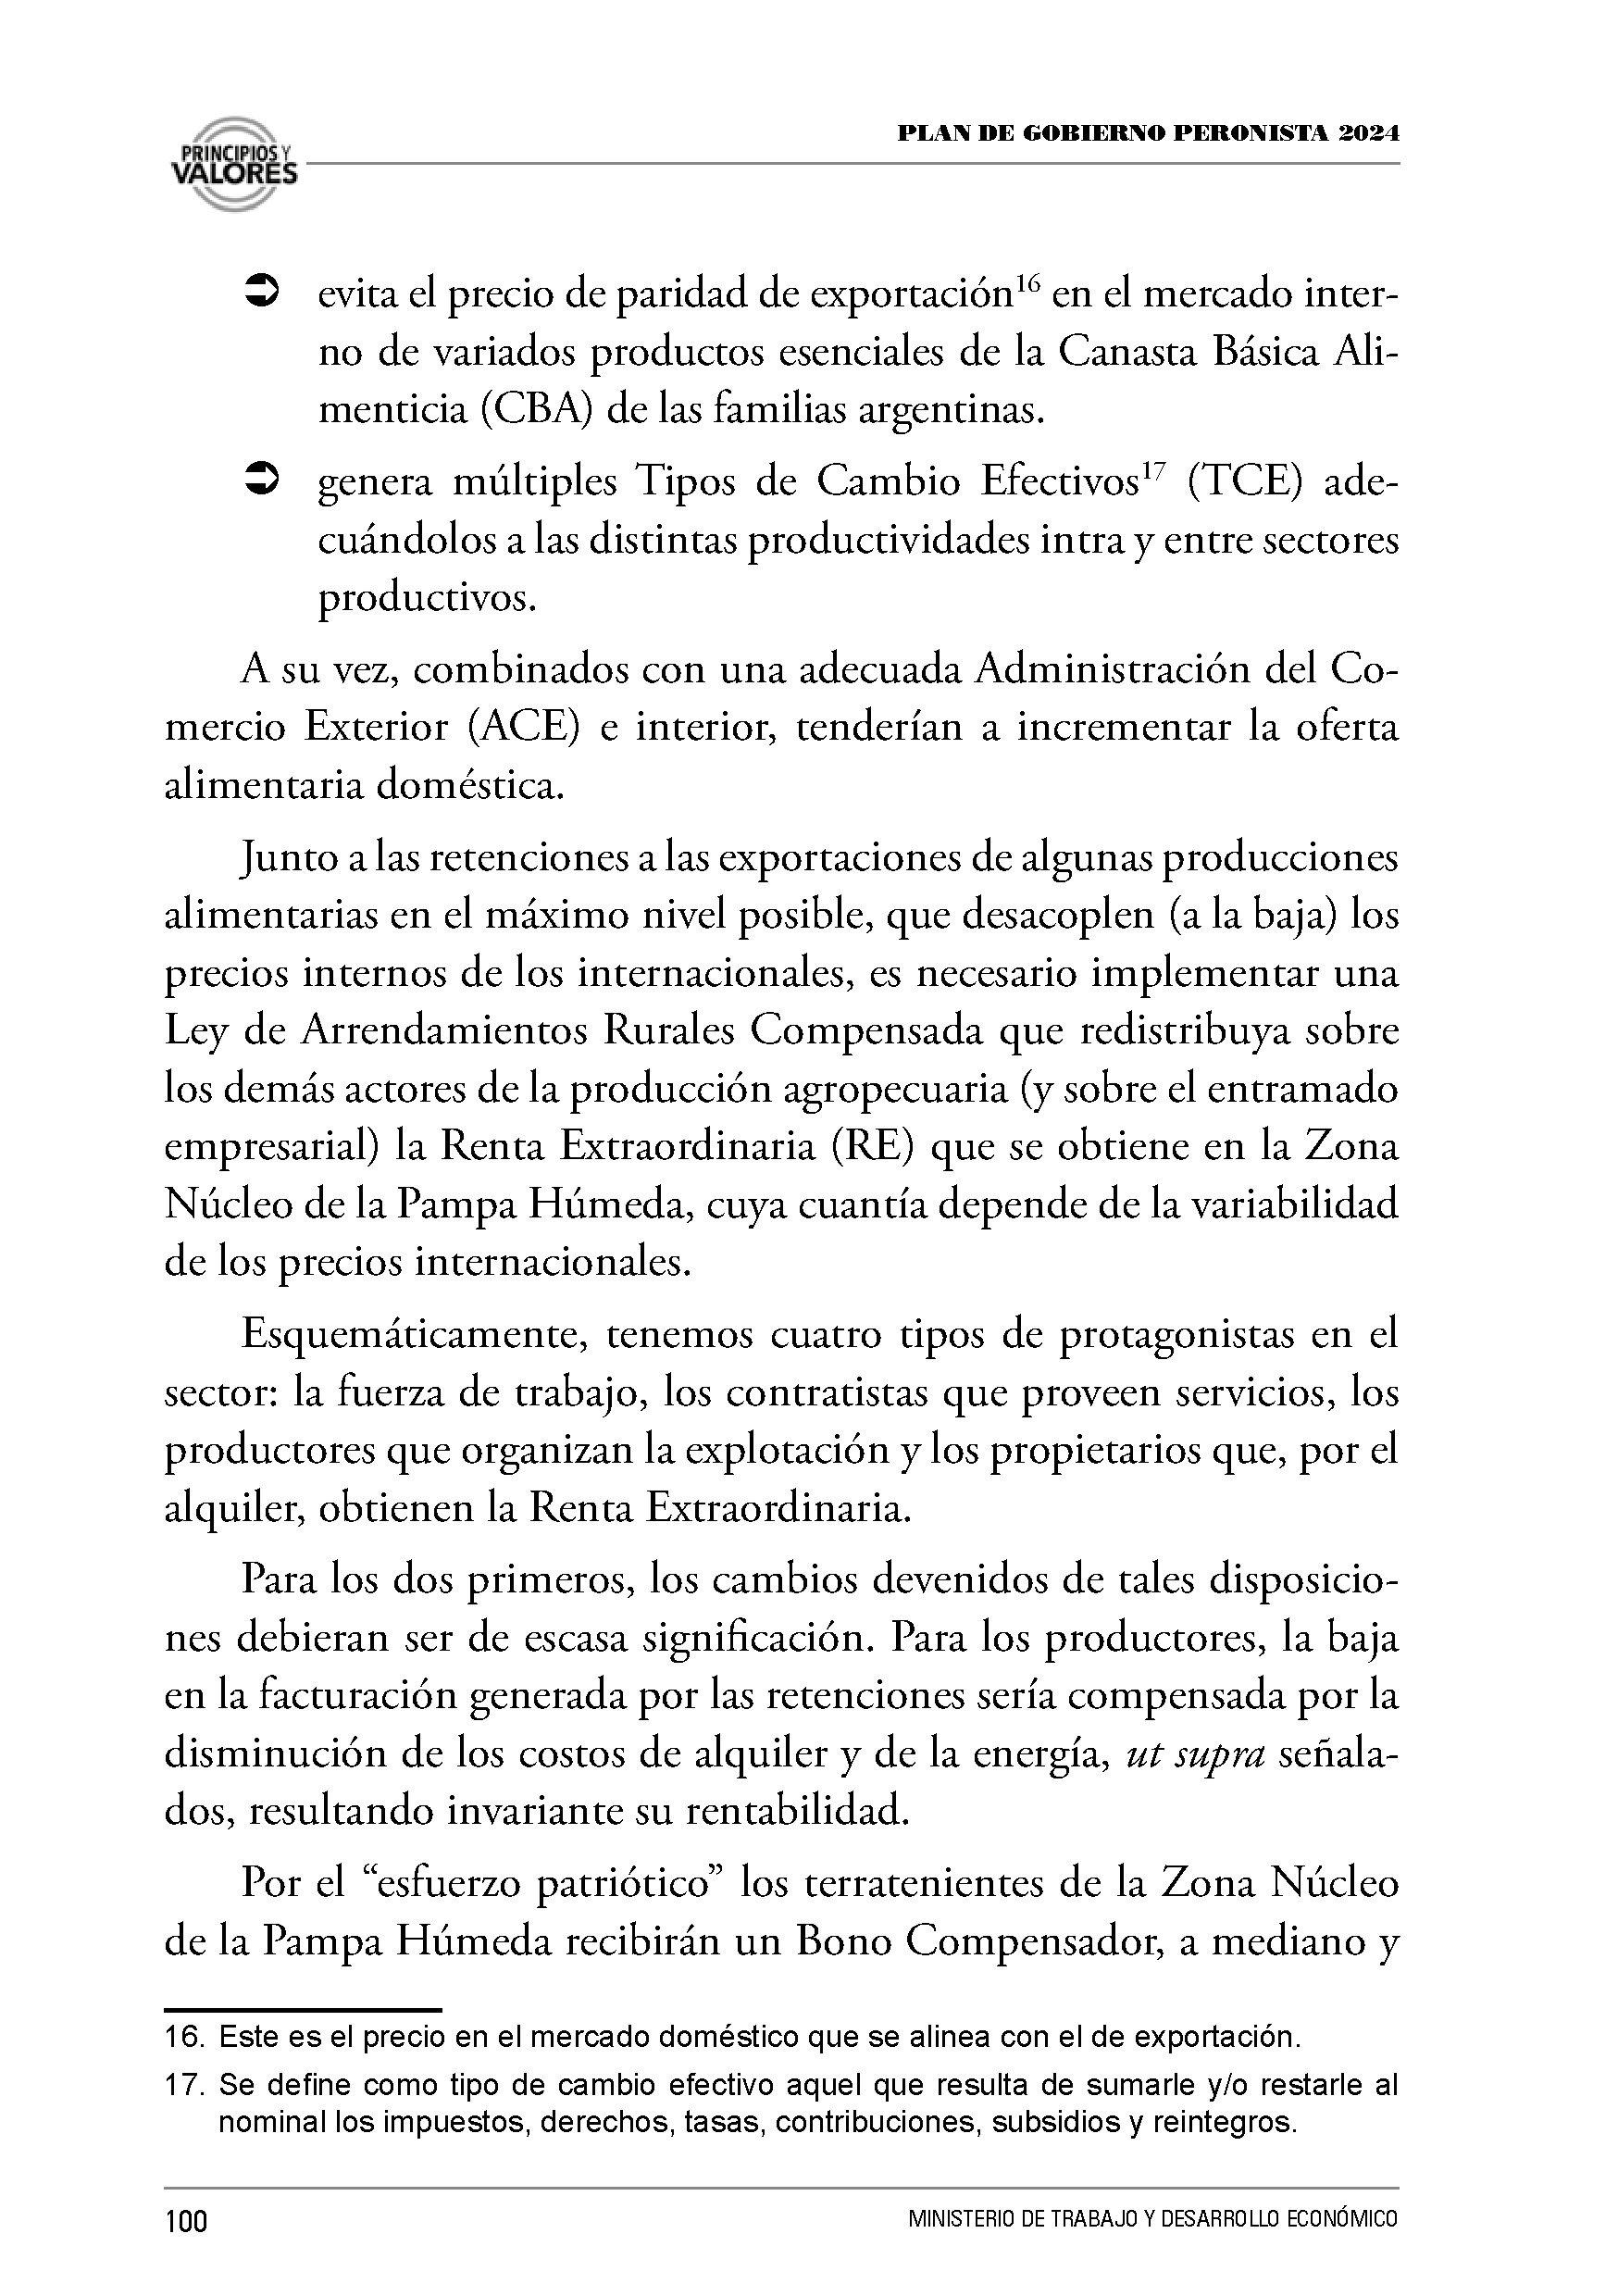 PRINCIPIOS Y
VALORES
PLAN DE GOBIERNO PERONISTA 2024
➲ evita el precio de paridad de exportación16 en el mercado inter-
no de variados productos esenciales de la Canasta Básica Ali-
menticia (CBA) de las familias argentinas.
➲ genera múltiples Tipos de Cambio Efectivos17 (TCE) ade-
cuándolos a las distintas productividades intra y entre sectores
productivos.
A su vez, combinados con una adecuada Administración del Co-
mercio Exterior (ACE) e interior, tenderían a incrementar la oferta
alimentaria doméstica.
Junto a las retenciones a las exportaciones de algunas producciones
alimentarias en el máximo nivel posible, que desacoplen (a la baja) los
precios internos de los internacionales, es necesario implementar una
Ley de Arrendamientos Rurales Compensada que redistribuya sobre
los demás actores de la producción agropecuaria (y sobre el entramado
empresarial) la Renta Extraordinaria (RE) que se obtiene en la Zona
Núcleo de la Pampa Húmeda, cuya cuantía depende de la variabilidad
de los precios internacionales.
Esquemáticamente, tenemos cuatro tipos de protagonistas en el
sector: la fuerza de trabajo, los contratistas que proveen servicios, los
productores que organizan la explotación y los propietarios que, por el
alquiler, obtienen la Renta Extraordinaria.
Para los dos primeros, los cambios devenidos de tales disposicio-
nes debieran ser de escasa significación. Para los productores, la baja
en la facturación generada por las retenciones sería compensada por la
disminución de los costos de alquiler y de la energía, ut supra señala-
dos, resultando invariante su rentabilidad.
Por el “esfuerzo patriótico” los terratenientes de la Zona Núcleo
de la Pampa Húmeda recibirán un Bono Compensador, a mediano y
16. Este es el precio en el mercado doméstico que se alinea con el de exportación.
17. Se define como tipo de cambio efectivo aquel que resulta de sumarle y/o restarle al
nominal los impuestos, derechos, tasas, contribuciones, subsidios y reintegros.
100
MINISTERIO DE TRABAJO Y DESARROLLO ECONÓMICO